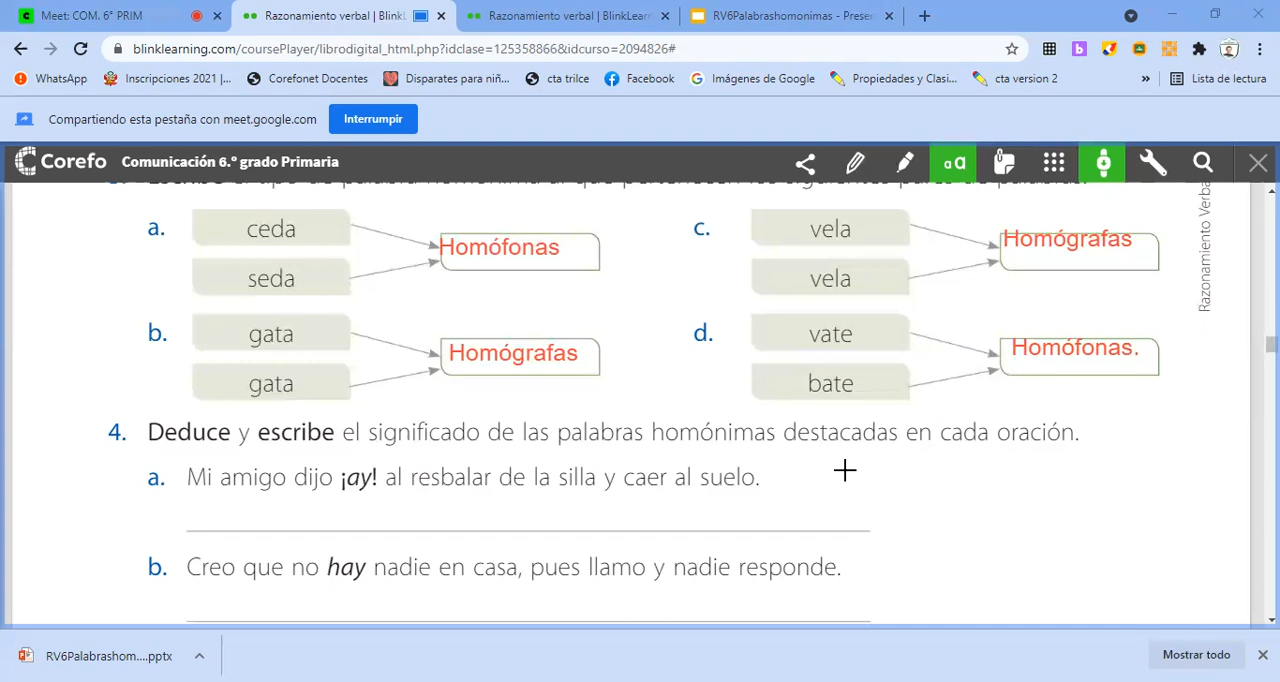 Meet: COM. 6° PRIM
Razonamiento verbal | BlinkL
Razonamiento verbal | BlinkLear
RV6Palabrashomonimas - Prese
blinklearning.com/coursePlayer/librodigital_html.php?idclase=125358866&idcurso=2094826#
WhatsApp
Inscripciones 2021 |...
Corefonet Docentes
Disparates para niñ...
cta trilce
Facebook
Imágenes de Google
Propiedades y Clasi...
cta version 2
»
Lista de lectura
Compartiendo esta pestaña con meet.google.com
Interrumpir
Corefo
Comunicación 6.º grado Primaria
aa
a.
ceda
seda
Homófonas
c.
vela
vela
Homógrafas
b.
gata
gata
Homógrafas
d.
vate
bate
Homófonas.
Razonamiento Verba
4. Deduce y escribe el significado de las palabras homónimas destacadas en cada oración.
a. Mi amigo dijo ¡ay! al resbalar de la silla y caer al suelo.
b. Creo que no hay nadie en casa, pues llamo y nadie responde.
RV6Palabrashom....pptx
Mostrar todo